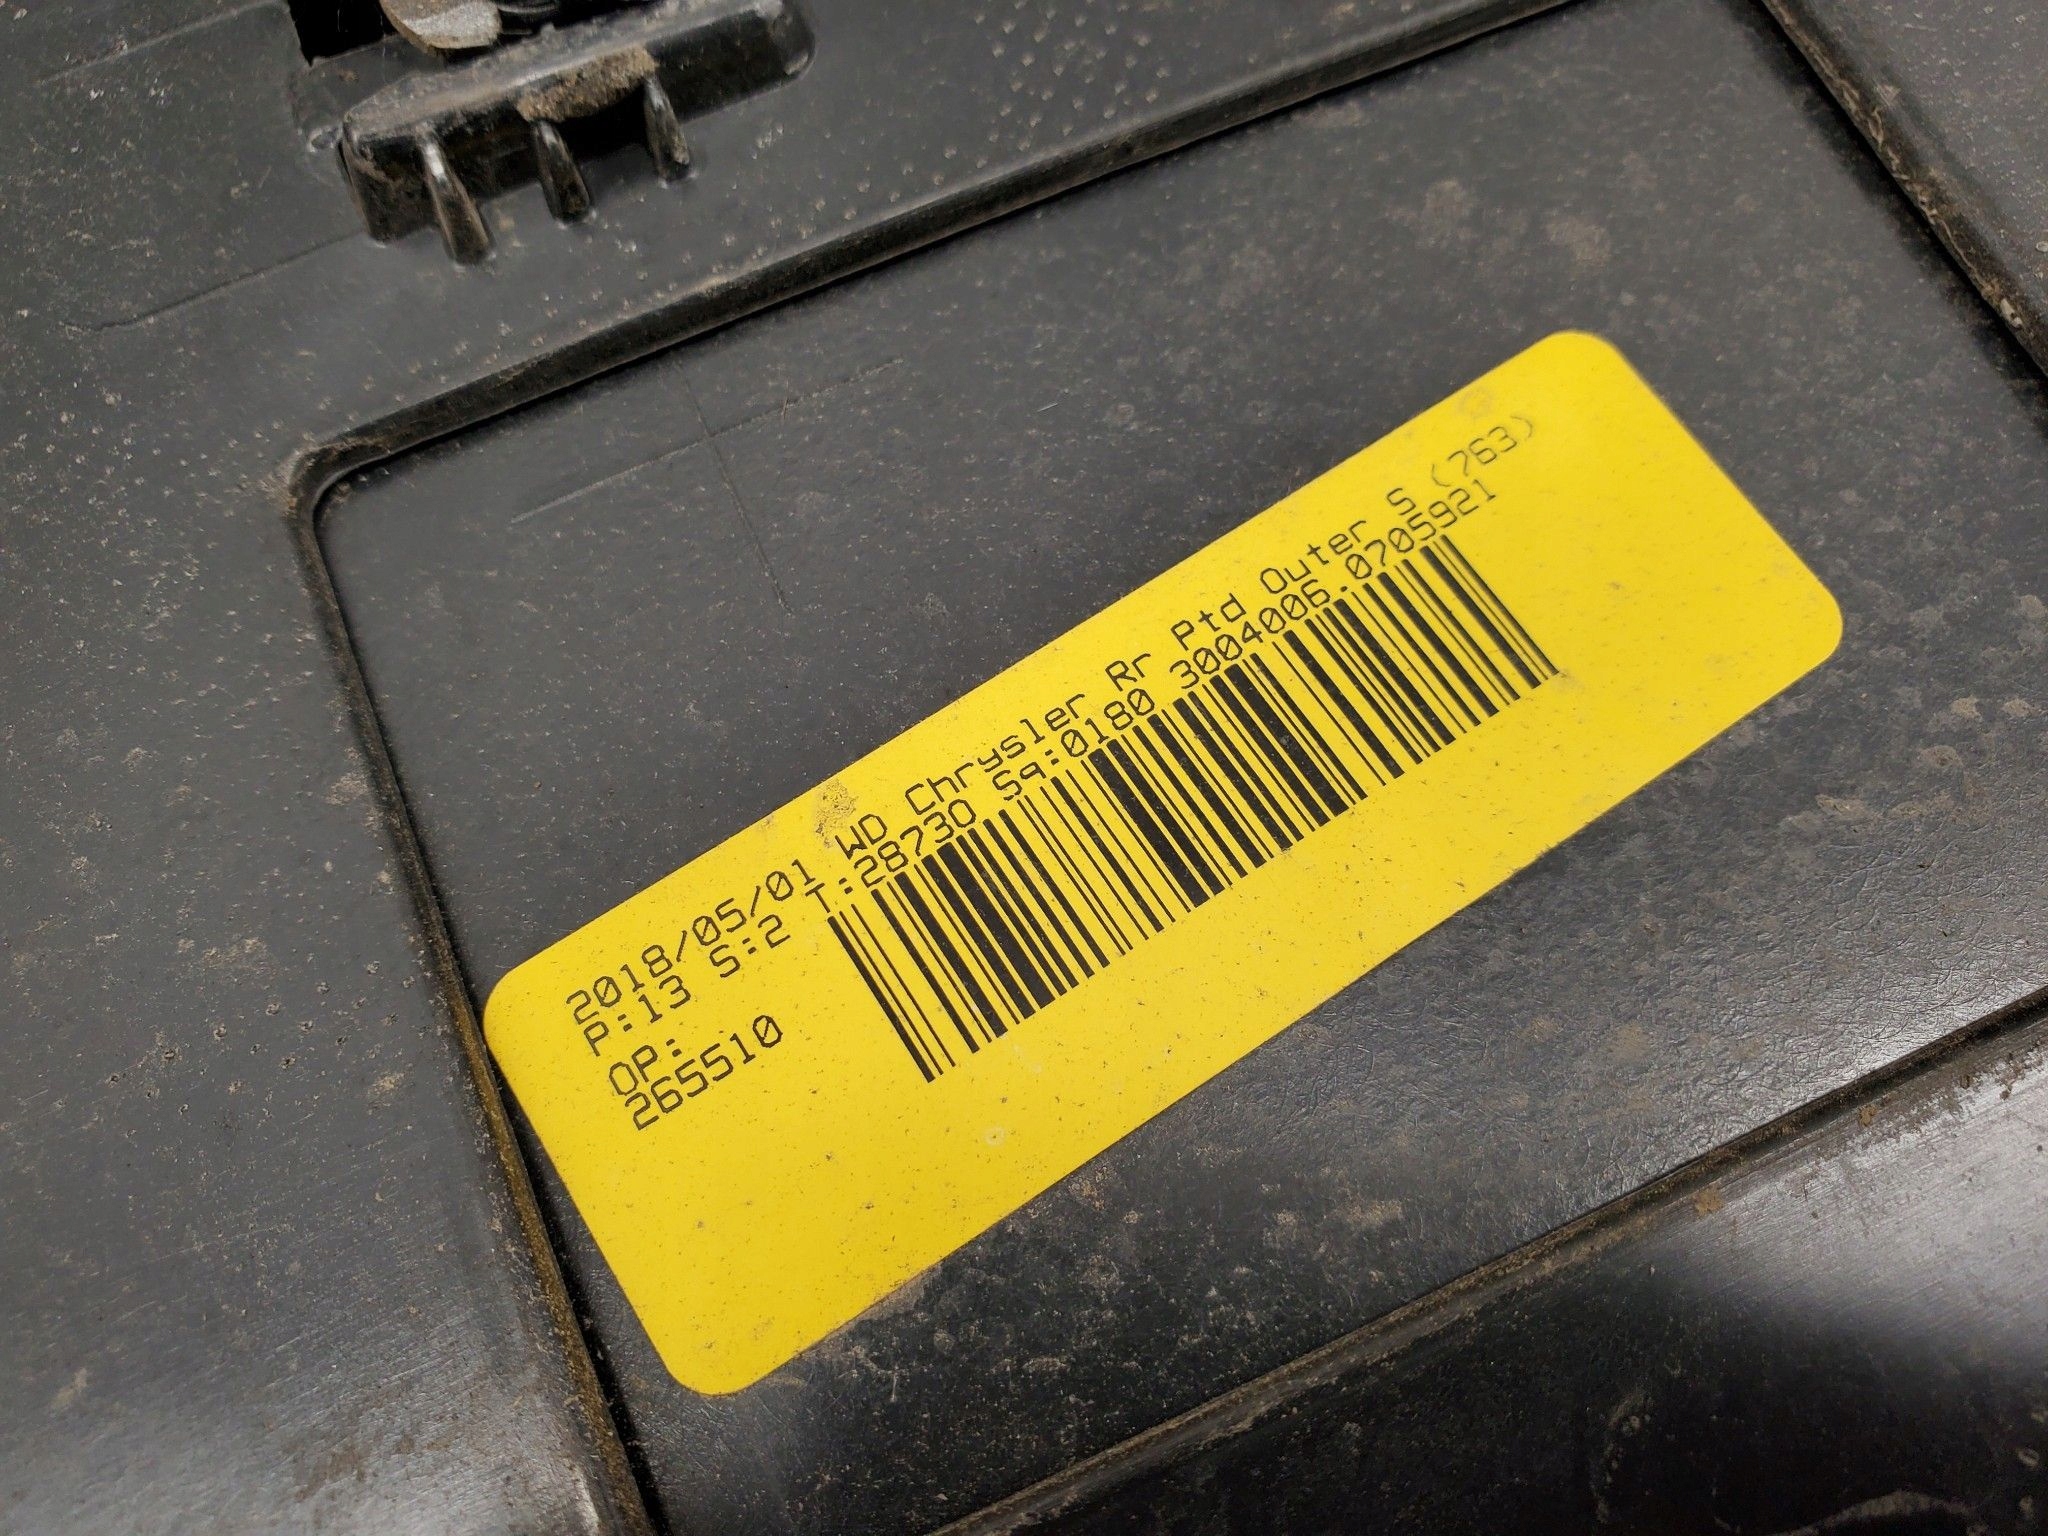 2018/05/01 WD Chrysler Rr Ptd Outer S (763)
P:13 S:2 T:28730 Sq:0180 3004006.0705921
OP:
265510